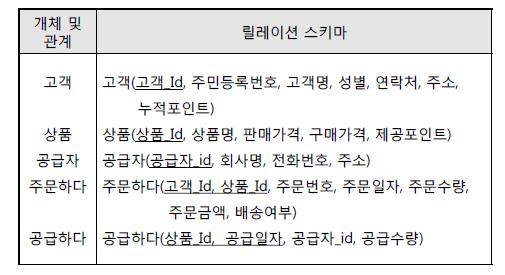 개체 및
관계
릴레이션 스키마
고객
고객(고객_Id, 주민등록번호, 고객명, 성별, 연락처, 주소,
누적포인트)
상품
상품(상품_Id, 상품명, 판매가격, 구매가격, 제공포인트)
공급자
공급자(공급자_id, 회사명, 전화번호, 주소)
주문하다
주문하다(고객_Id, 상품_Id, 주문번호, 주문일자, 주문수량,
주문금액, 배송여부)
공급하다
공급하다(상품_Id, 공급일자, 공급자_id, 공급수량)